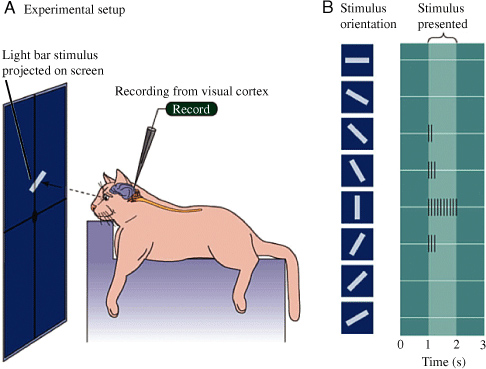 A Experimental setup
Light bar stimulus
projected on screen
Recording from visual cortex
Record
B Stimulus
orientation
Stimulus
presented
0 1 2 3
Time (s)